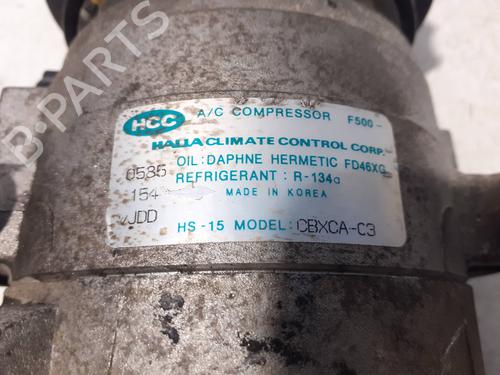 B-PARTS
HCC
A/C COMPRESSOR F500-
HALLA CLIMATE CONTROL CORP.
OIL: DAPHNE HERMETIC FD46XG
0535 REFRIGERANT : R-134a
154 MADE IN KOREA
JDD HS-15 MODEL: CBXCA-C3